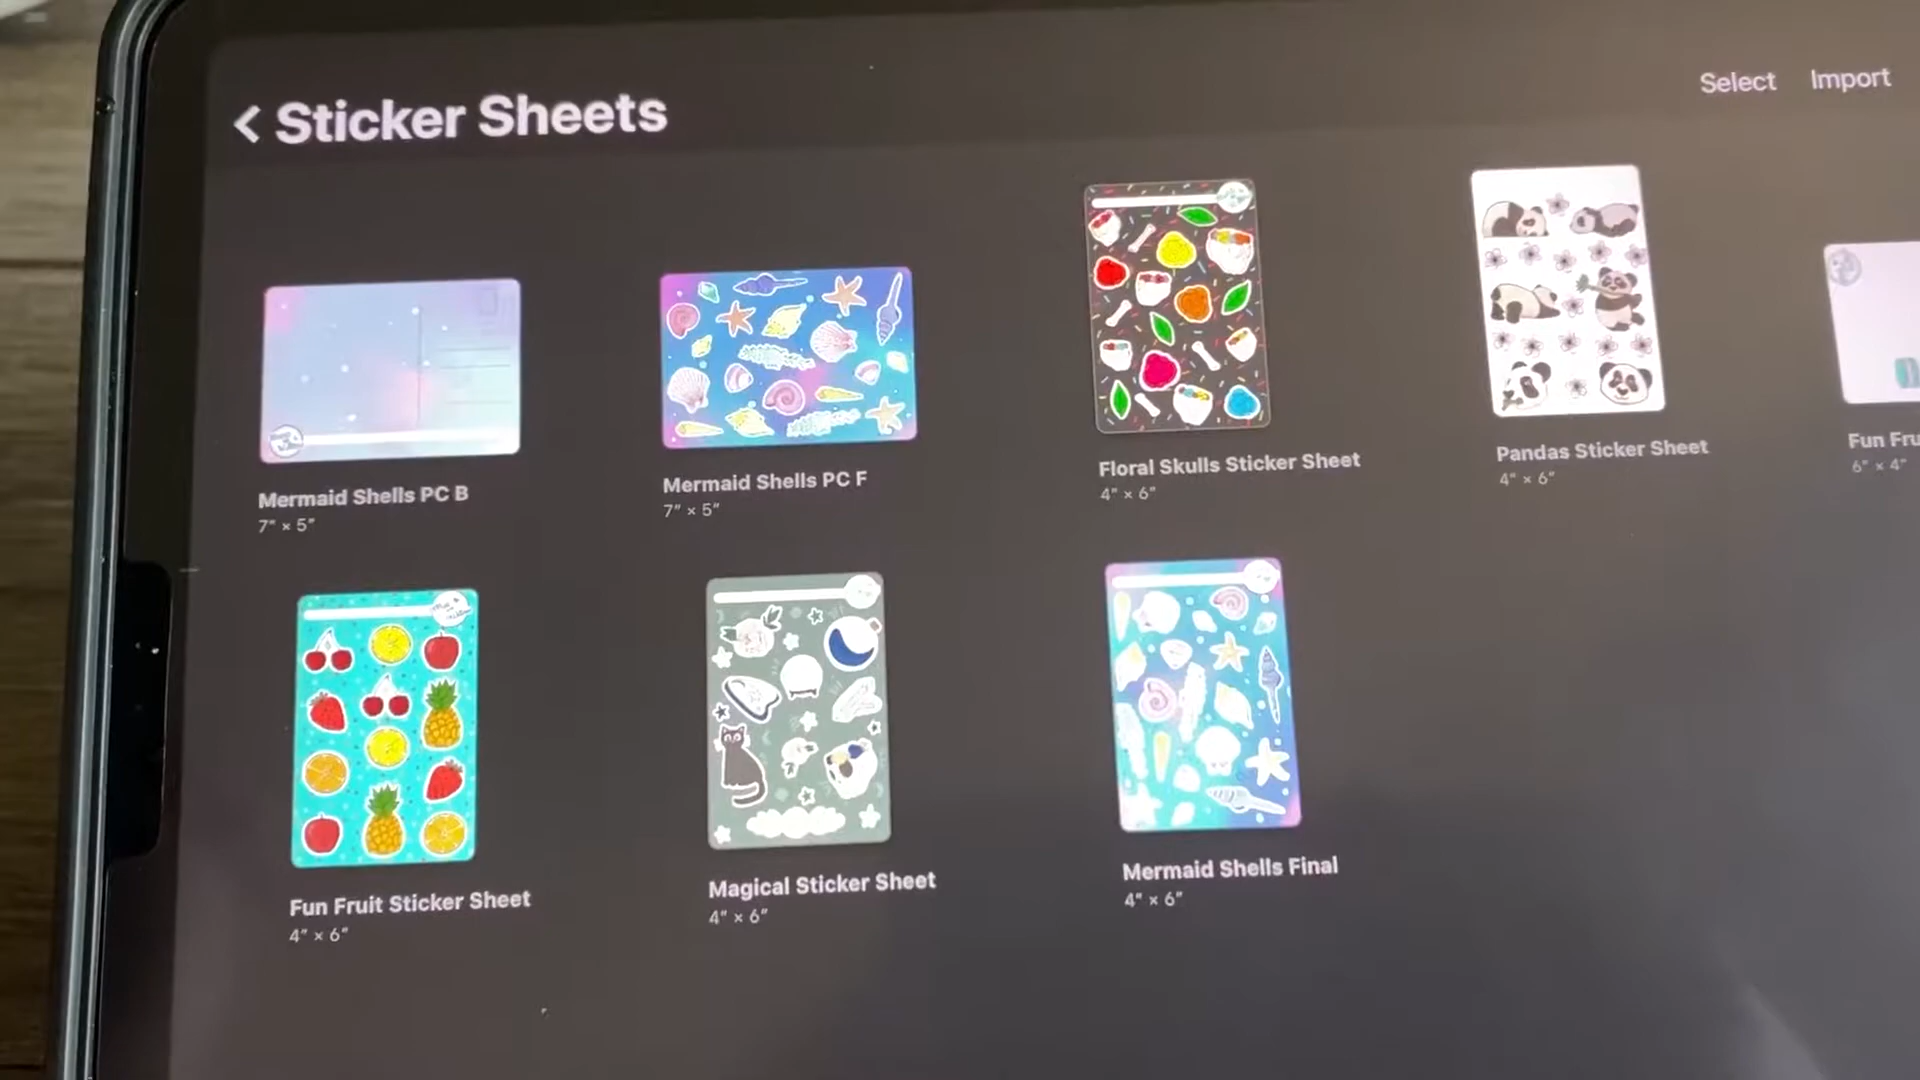 Sticker Sheets
Select Import
Mermaid Shells PC B
7" × 5"
Mermaid Shells PC F
7" × 5"
Floral Skulls Sticker Sheet
4" × 6"
Pandas Sticker Sheet
4" × 6"
Fun Fru
6" × 4"
Fun Fruit Sticker Sheet
4" × 6"
Magical Sticker Sheet
4" × 6"
Mermaid Shells Final
4" × 6"